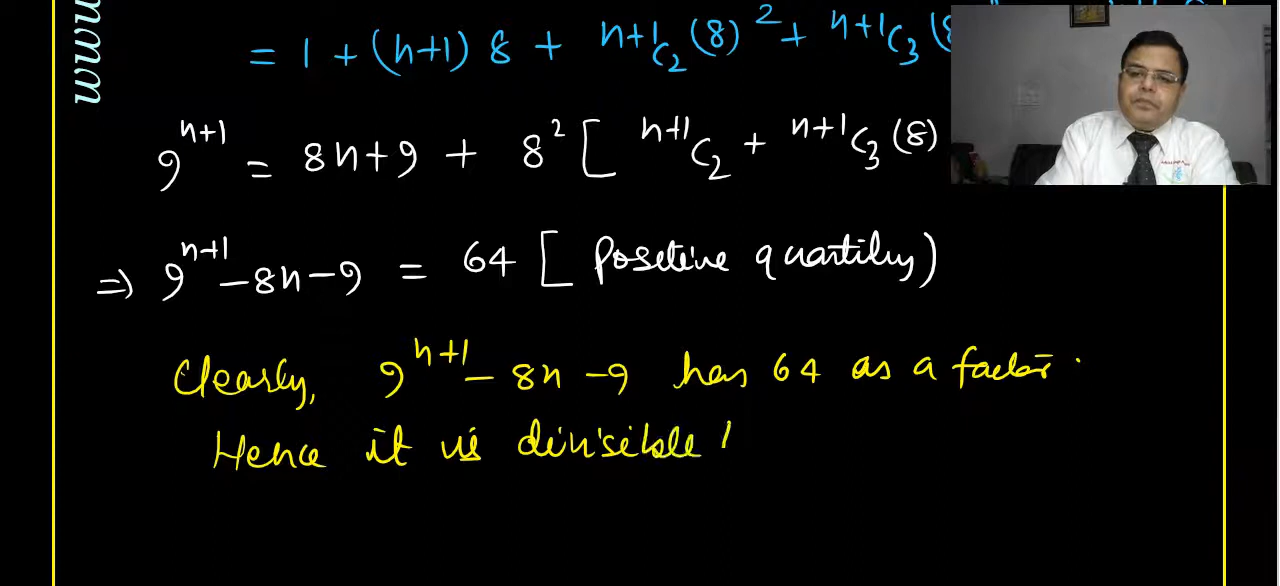 www
= 1 + (n+1) 8 + n+1C2 (8)^2 + n+1C3 (8
9^n+1 = 8n+9 + 8^2 [ n+1C2 + n+1C3 (8)
=> 9^n+1 - 8n - 9 = 64 [ Positive quantity )
Clearly, 9^n+1 - 8n - 9 has 64 as a factor.
Hence it is divisible